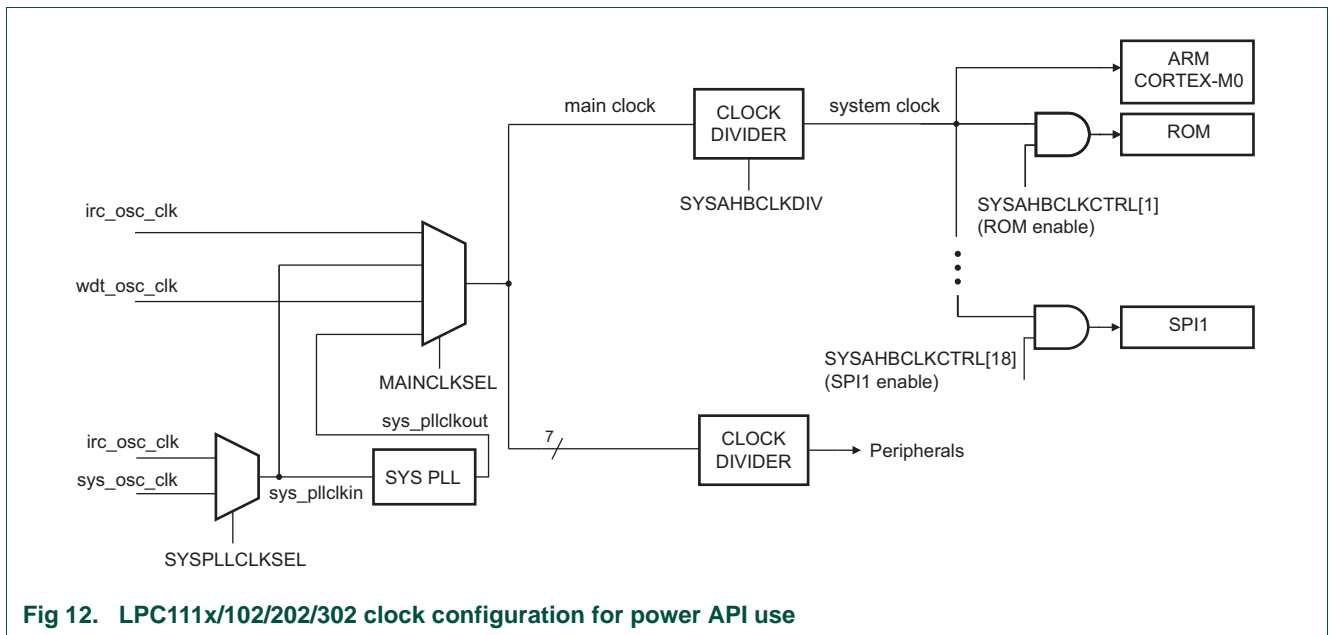 ARM
CORTEX-M0
main clock
CLOCK
DIVIDER
system clock
ROM
SYSAHBCLKDIV
SYSAHBCLKCTRL[1]
(ROM enable)
irc_osc_clk
wdt_osc_clk
SPI1
SYSAHBCLKCTRL[18]
(SPI1 enable)
MAINCLKSEL
sys_pllclkout
irc_osc_clk
sys_osc_clk
SYS PLL
sys_pllclkin
7
CLOCK
DIVIDER
Peripherals
SYSPLLCLKSEL
Fig 12. LPC111x/102/202/302 clock configuration for power API use